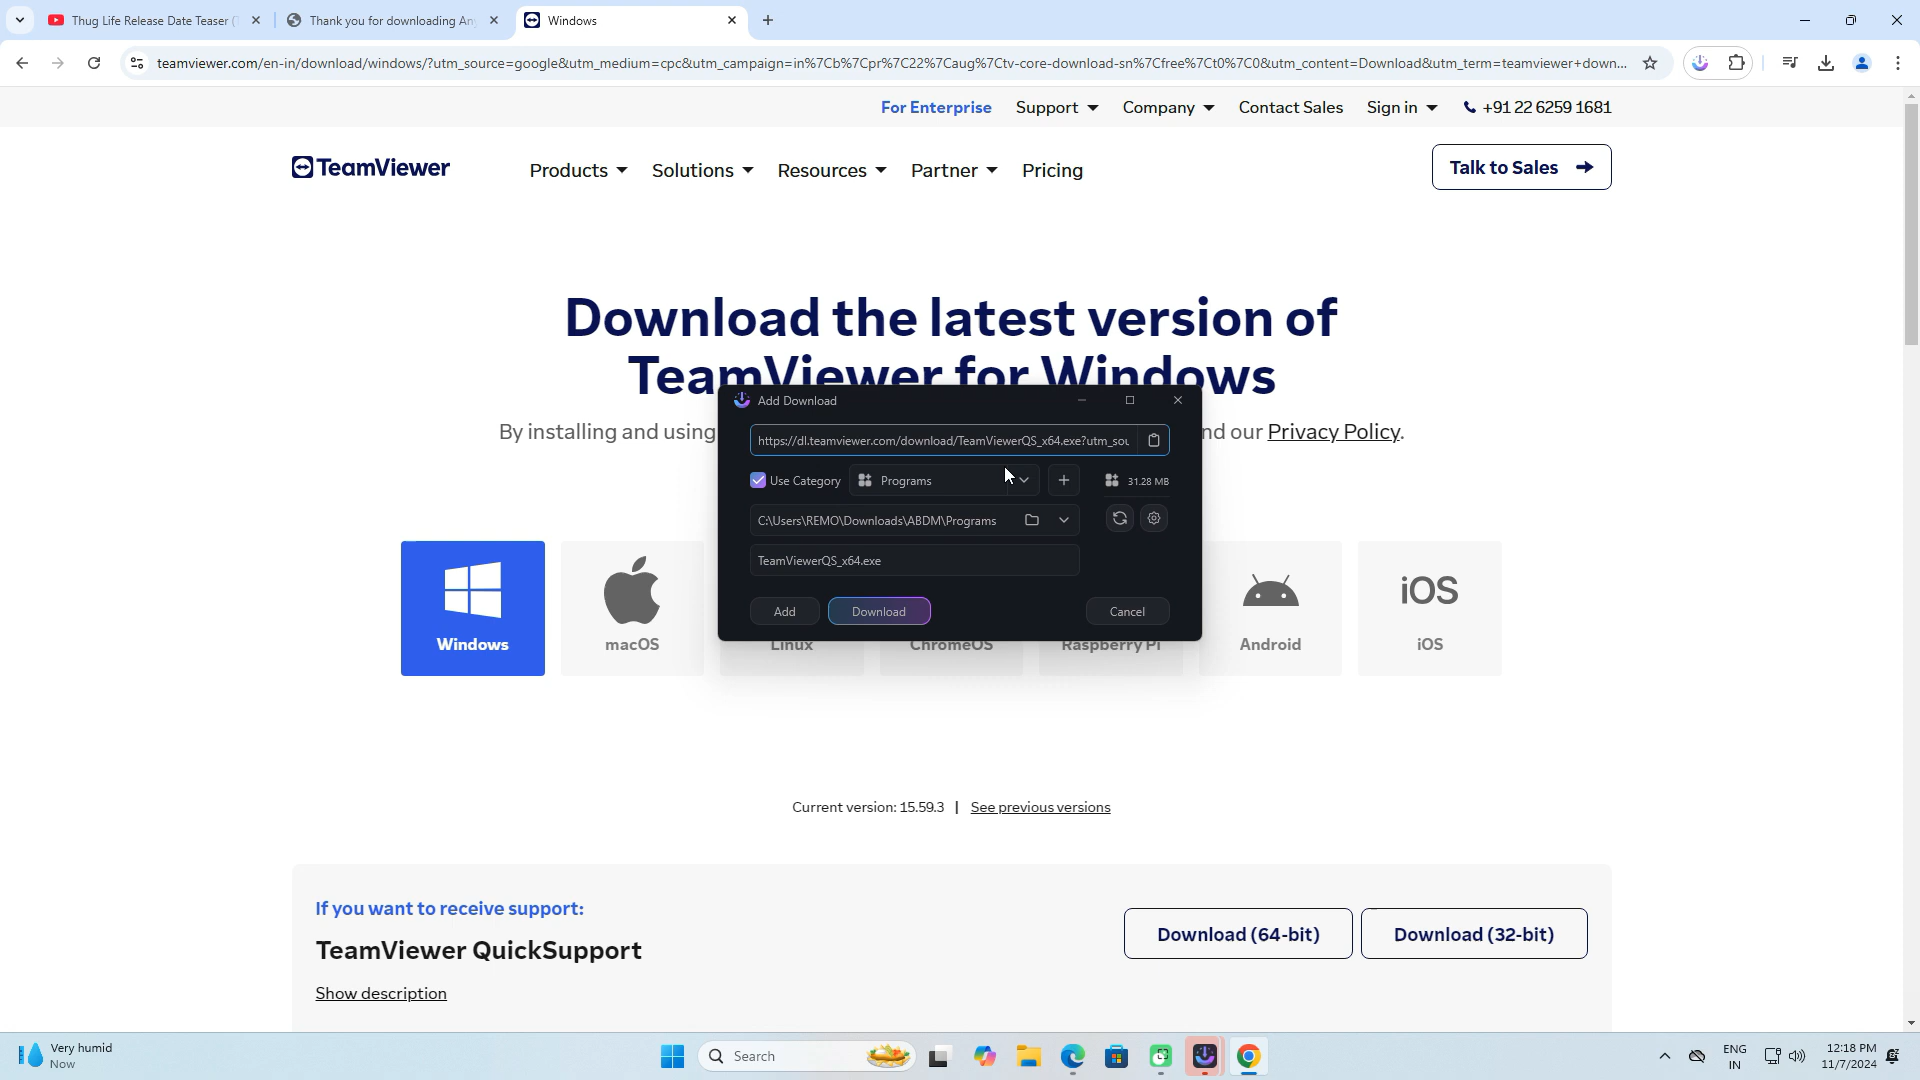 Thug Life Release Date Teaser (
Thank you for downloading An
Windows
teamviewer.com/en-in/download/windows/?utm_source=google&utm_medium=cpc&utm_campaign=in%7Cb%7Cpr%7C22%7Caug%7Ctv-core-download-sn%7Cfree%7Ct0%7C0&utm_content=Download&utm_term=teamviewer+down...
For Enterprise Support Company Contact Sales Sign in +91 22 6259 1681
TeamViewer
Products Solutions Resources Partner Pricing
Talk to Sales
Download the latest version of
TeamViewer for Windows
By installing and using
nd our Privacy Policy.
Add Download
https://dl.teamviewer.com/download/TeamViewerQS_x64.exe?utm_sou
Use Category Programs
31.28 MB
C:\Users\REMO\Downloads\ABDM\Programs
TeamViewerQS_x64.exe
Add Download Cancel
Windows
macOS
Linux
ChromeOS
Raspberry Pi
Android
iOS
iOS
Current version: 15.59.3 | See previous versions
If you want to receive support:
TeamViewer QuickSupport
Show description
Download (64-bit)
Download (32-bit)
Very humid
Now
Search
ENG
IN
12:18 PM
11/7/2024